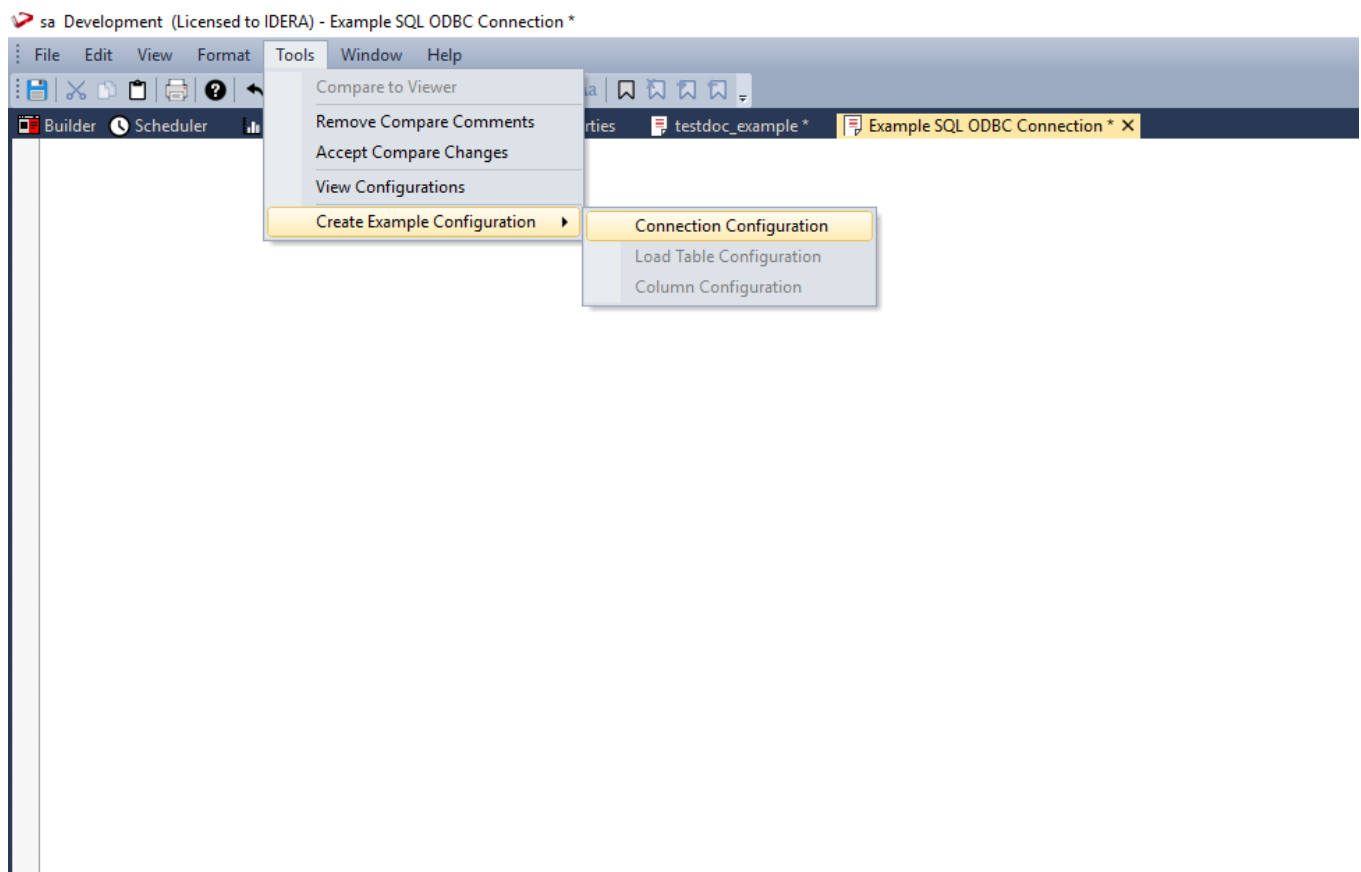 sa Development (Licensed to IDERA) - Example SQL ODBC Connection *
File Edit View Format Tools Window Help
Compare to Viewer
Builder Scheduler testdoc_example * Example SQL ODBC Connection *
Remove Compare Comments
Accept Compare Changes
View Configurations
Create Example Configuration
Connection Configuration
Load Table Configuration
Column Configuration